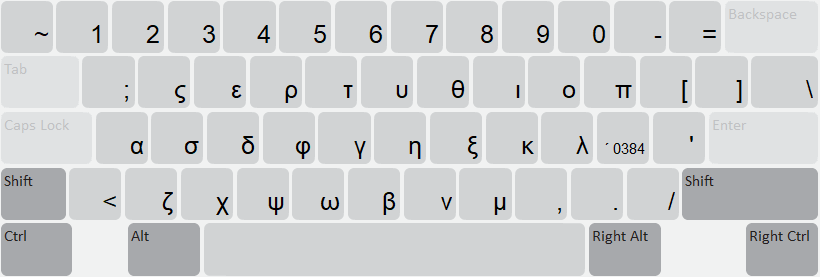 ~ 1 2 3 4 5 6 7 8 9 0 - = Backspace
Tab ; ς ε ρ τ υ θ ι ο π [ ] \
Caps Lock α σ δ φ γ η ξ κ λ ΄ 0384 ' Enter
Shift < ζ χ ψ ω β ν μ , . / Shift
Ctrl Alt Right Alt Right Ctrl